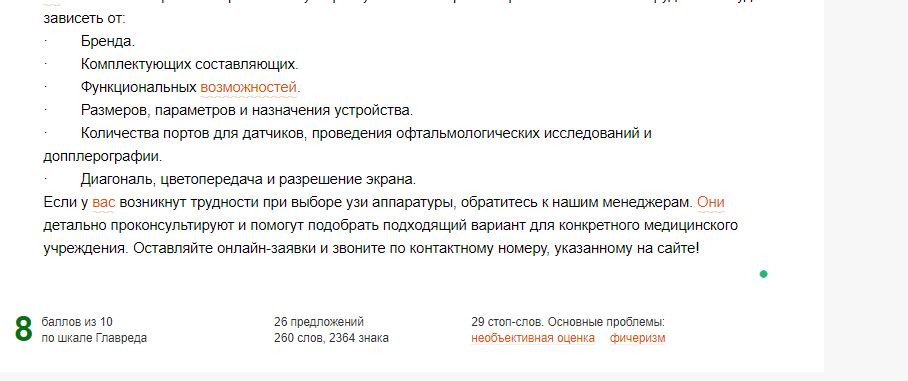 зависеть от:
· Бренда.
· Комплектующих составляющих.
· Функциональных возможностей.
· Размеров, параметров и назначения устройства.
· Количества портов для датчиков, проведения офтальмологических исследований и
допплерографии.
· Диагональ, цветопередача и разрешение экрана.
Если у вас возникнут трудности при выборе узи аппаратуры, обратитесь к нашим менеджерам. Они
детально проконсультируют и помогут подобрать подходящий вариант для конкретного медицинского
учреждения. Оставляйте онлайн-заявки и звоните по контактному номеру, указанному на сайте!
8 баллов из 10
по шкале Главреда
26 предложений
260 слов, 2364 знака
29 стоп-слов. Основные проблемы:
необъективная оценка фичеризм